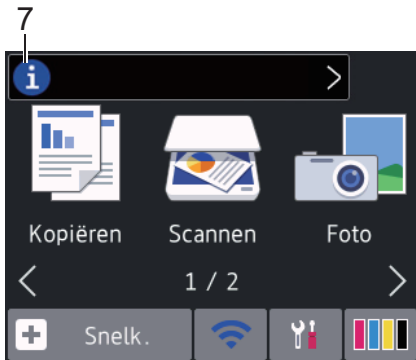 7
i
Kopiëren Scannen Foto
< 1 / 2 >
Snelk.